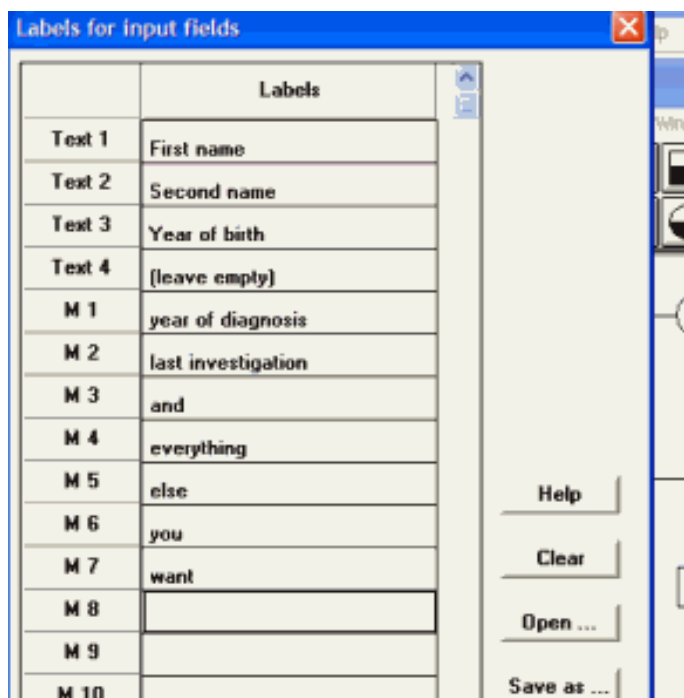 Labels for input fields
lp
Labels
Win
Text 1 First name
Text 2 Second name
Text 3 Year of birth
Text 4 (leave empty)
M 1 year of diagnosis
M 2 last investigation
M 3 and
M 4 everything
M 5 else
Help
M 6 you
M 7 want
Clear
M 8
Open ...
M 9
M 10
Save as ...